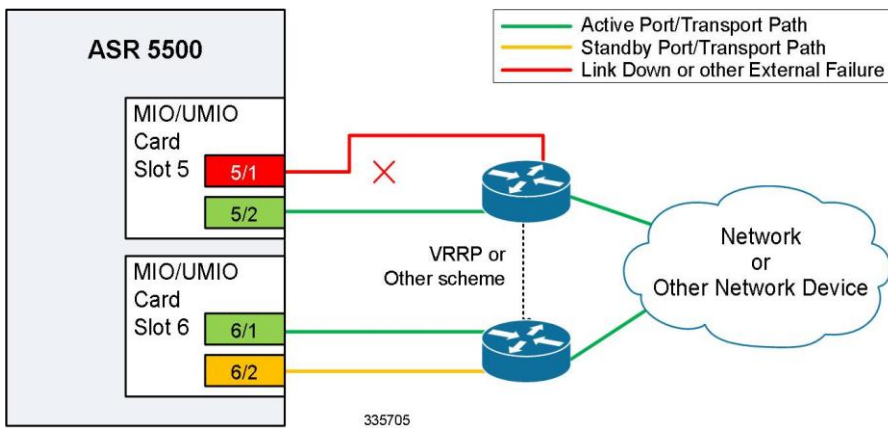 ASR 5500
Active Port/Transport Path
Standby Port/Transport Path
Link Down or other External Failure
MIO/UMIO
Card
Slot 5
5/1
5/2
VRRP or
Other scheme
Network
or
Other Network Device
MIO/UMIO
Card
Slot 6
6/1
6/2
335705